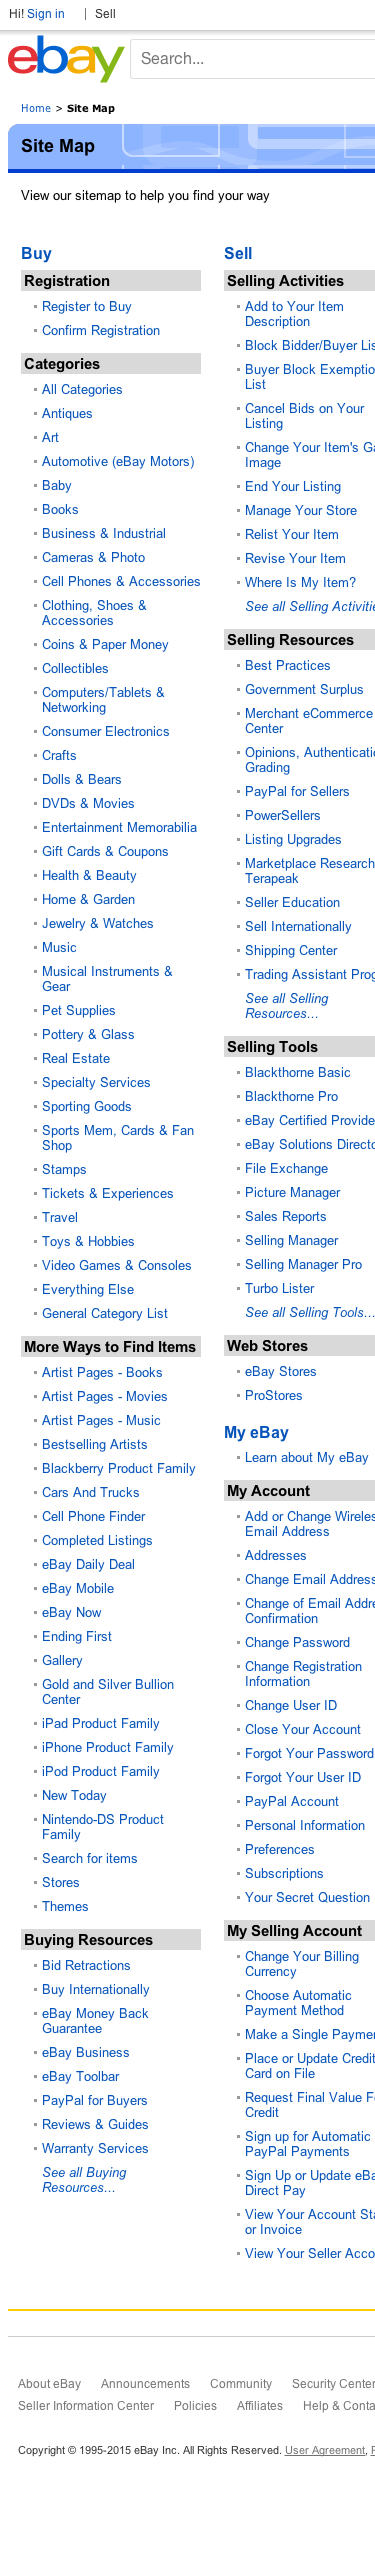 Hi! Sign in | Sell
ebay
Search...
Home > Site Map
Site Map
View our sitemap to help you find your way
Buy
Registration
Register to Buy
Confirm Registration
Categories
All Categories
Antiques
Art
Automotive (eBay Motors)
Baby
Books
Business & Industrial
Cameras & Photo
Cell Phones & Accessories
Clothing, Shoes &
Accessories
Coins & Paper Money
Collectibles
Computers/Tablets &
Networking
Consumer Electronics
Crafts
Dolls & Bears
DVDs & Movies
Entertainment Memorabilia
Gift Cards & Coupons
Health & Beauty
Home & Garden
Jewelry & Watches
Music
Musical Instruments &
Gear
Pet Supplies
Pottery & Glass
Real Estate
Specialty Services
Sporting Goods
Sports Mem, Cards & Fan
Shop
Stamps
Tickets & Experiences
Travel
Toys & Hobbies
Video Games & Consoles
Everything Else
General Category List
More Ways to Find Items
Artist Pages - Books
Artist Pages - Movies
Artist Pages - Music
Bestselling Artists
Blackberry Product Family
Cars And Trucks
Cell Phone Finder
Completed Listings
eBay Daily Deal
eBay Mobile
eBay Now
Ending First
Gallery
Gold and Silver Bullion
Center
iPad Product Family
iPhone Product Family
iPod Product Family
New Today
Nintendo-DS Product
Family
Search for items
Stores
Themes
Buying Resources
Bid Retractions
Buy Internationally
eBay Money Back
Guarantee
eBay Business
eBay Toolbar
PayPal for Buyers
Reviews & Guides
Warranty Services
See all Buying
Resources...
Sell
Selling Activities
Add to Your Item
Description
Block Bidder/Buyer Lis
Buyer Block Exemptio
List
Cancel Bids on Your
Listing
Change Your Item's Ga
Image
End Your Listing
Manage Your Store
Relist Your Item
Revise Your Item
Where Is My Item?
See all Selling Activitie
Selling Resources
Best Practices
Government Surplus
Merchant eCommerce
Center
Opinions, Authenticatio
Grading
PayPal for Sellers
PowerSellers
Listing Upgrades
Marketplace Research
Terapeak
Seller Education
Sell Internationally
Shipping Center
Trading Assistant Prog
See all Selling
Resources...
Selling Tools
Blackthorne Basic
Blackthorne Pro
eBay Certified Provide
eBay Solutions Directo
File Exchange
Picture Manager
Sales Reports
Selling Manager
Selling Manager Pro
Turbo Lister
See all Selling Tools...
Web Stores
eBay Stores
ProStores
My eBay
Learn about My eBay
My Account
Add or Change Wireles
Email Address
Addresses
Change Email Address
Change of Email Addre
Confirmation
Change Password
Change Registration
Information
Change User ID
Close Your Account
Forgot Your Password
Forgot Your User ID
PayPal Account
Personal Information
Preferences
Subscriptions
Your Secret Question
My Selling Account
Change Your Billing
Currency
Choose Automatic
Payment Method
Make a Single Paymen
Place or Update Credit
Card on File
Request Final Value Fe
Credit
Sign up for Automatic
PayPal Payments
Sign Up or Update eBa
Direct Pay
View Your Account Sta
or Invoice
View Your Seller Acco
About eBay Announcements Community Security Center
Seller Information Center Policies Affiliates Help & Conta
Copyright © 1995-2015 eBay Inc. All Rights Reserved. User Agreement,